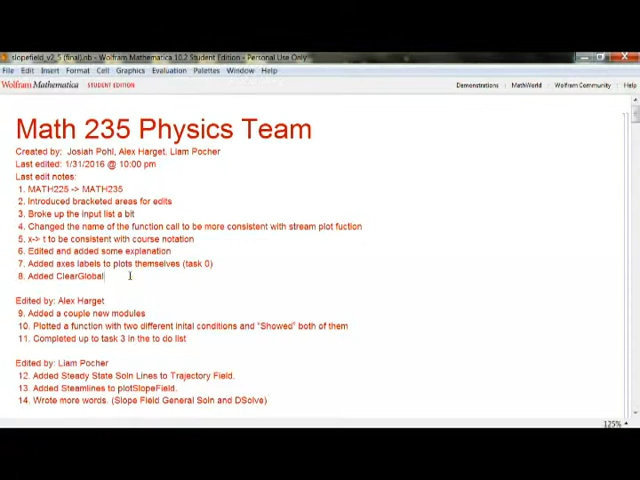 slopefield_v2_5 (final).nb - Wolfram Mathematica 10.2 Student Edition - Personal Use Only
File Edit Insert Format Cell Graphics Evaluation Palettes Window Help
Wolfram Mathematica STUDENT EDITION Demonstrations MathWorld Wolfram Community Help
Math 235 Physics Team
Created by: Josiah Pohl, Alex Harget, Liam Pocher
Last edited: 1/31/2016 @ 10:00 pm
Last edit notes:
1. MATH225 -> MATH235
2. Introduced bracketed areas for edits
3. Broke up the input list a bit
4. Changed the name of the function call to be more consistent with stream plot fuction
5. x-> t to be consistent with course notation
6. Edited and added some explanation
7. Added axes labels to plots themselves (task 0)
8. Added ClearGlobal
Edited by: Alex Harget
9. Added a couple new modules
10. Plotted a function with two different inital conditions and "Showed" both of them
11. Completed up to task 3 in the to do list
Edited by: Liam Pocher
12. Added Steady State Soln Lines to Trajectory Field.
13. Added Steamlines to plotSlopeField.
14. Wrote more words. (Slope Field General Soln and DSolve)
125%